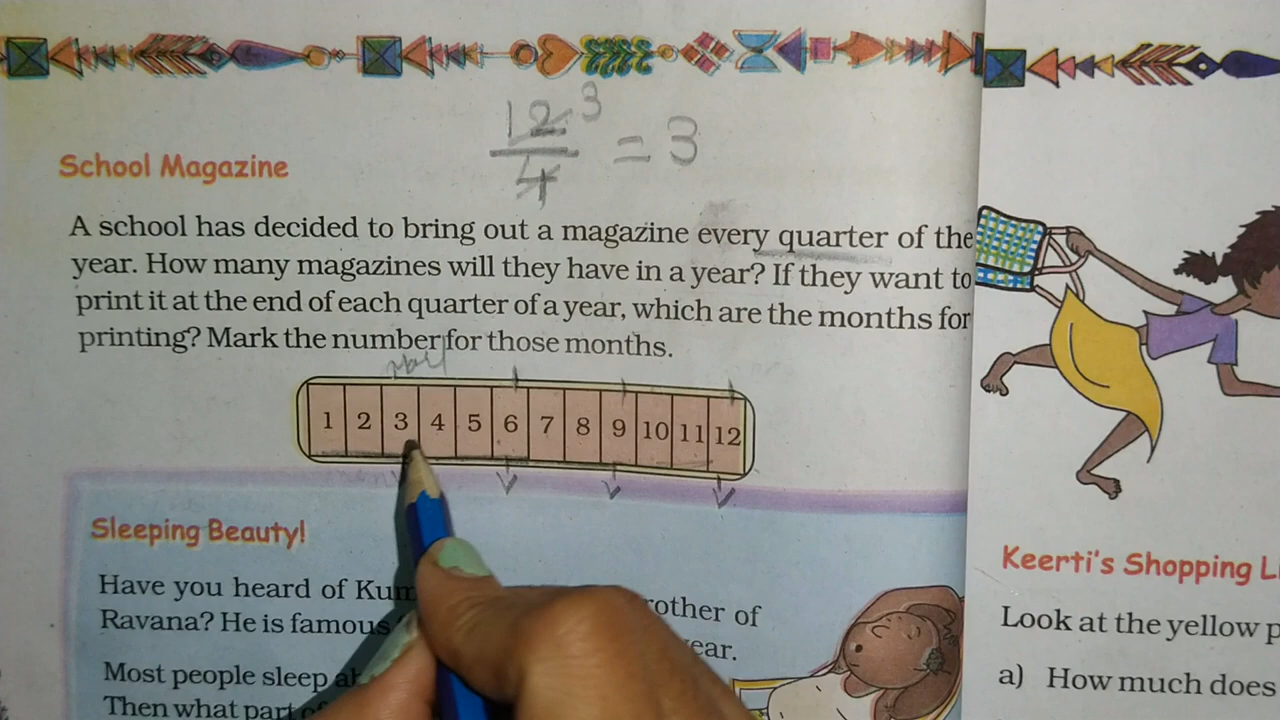 12 3
4 = 3
School Magazine
A school has decided to bring out a magazine every quarter of the
year. How many magazines will they have in a year? If they want to
print it at the end of each quarter of a year, which are the months for
printing? Mark the number for those months.
1 2 3 4 5 6 7 8 9 10 11 12
Sleeping Beauty!
Have you heard of
Ravana? He is famous
rother of
ear.
Most people sleep
Then what part
Keerti's Shopping
Look at the yellow
a) How much does